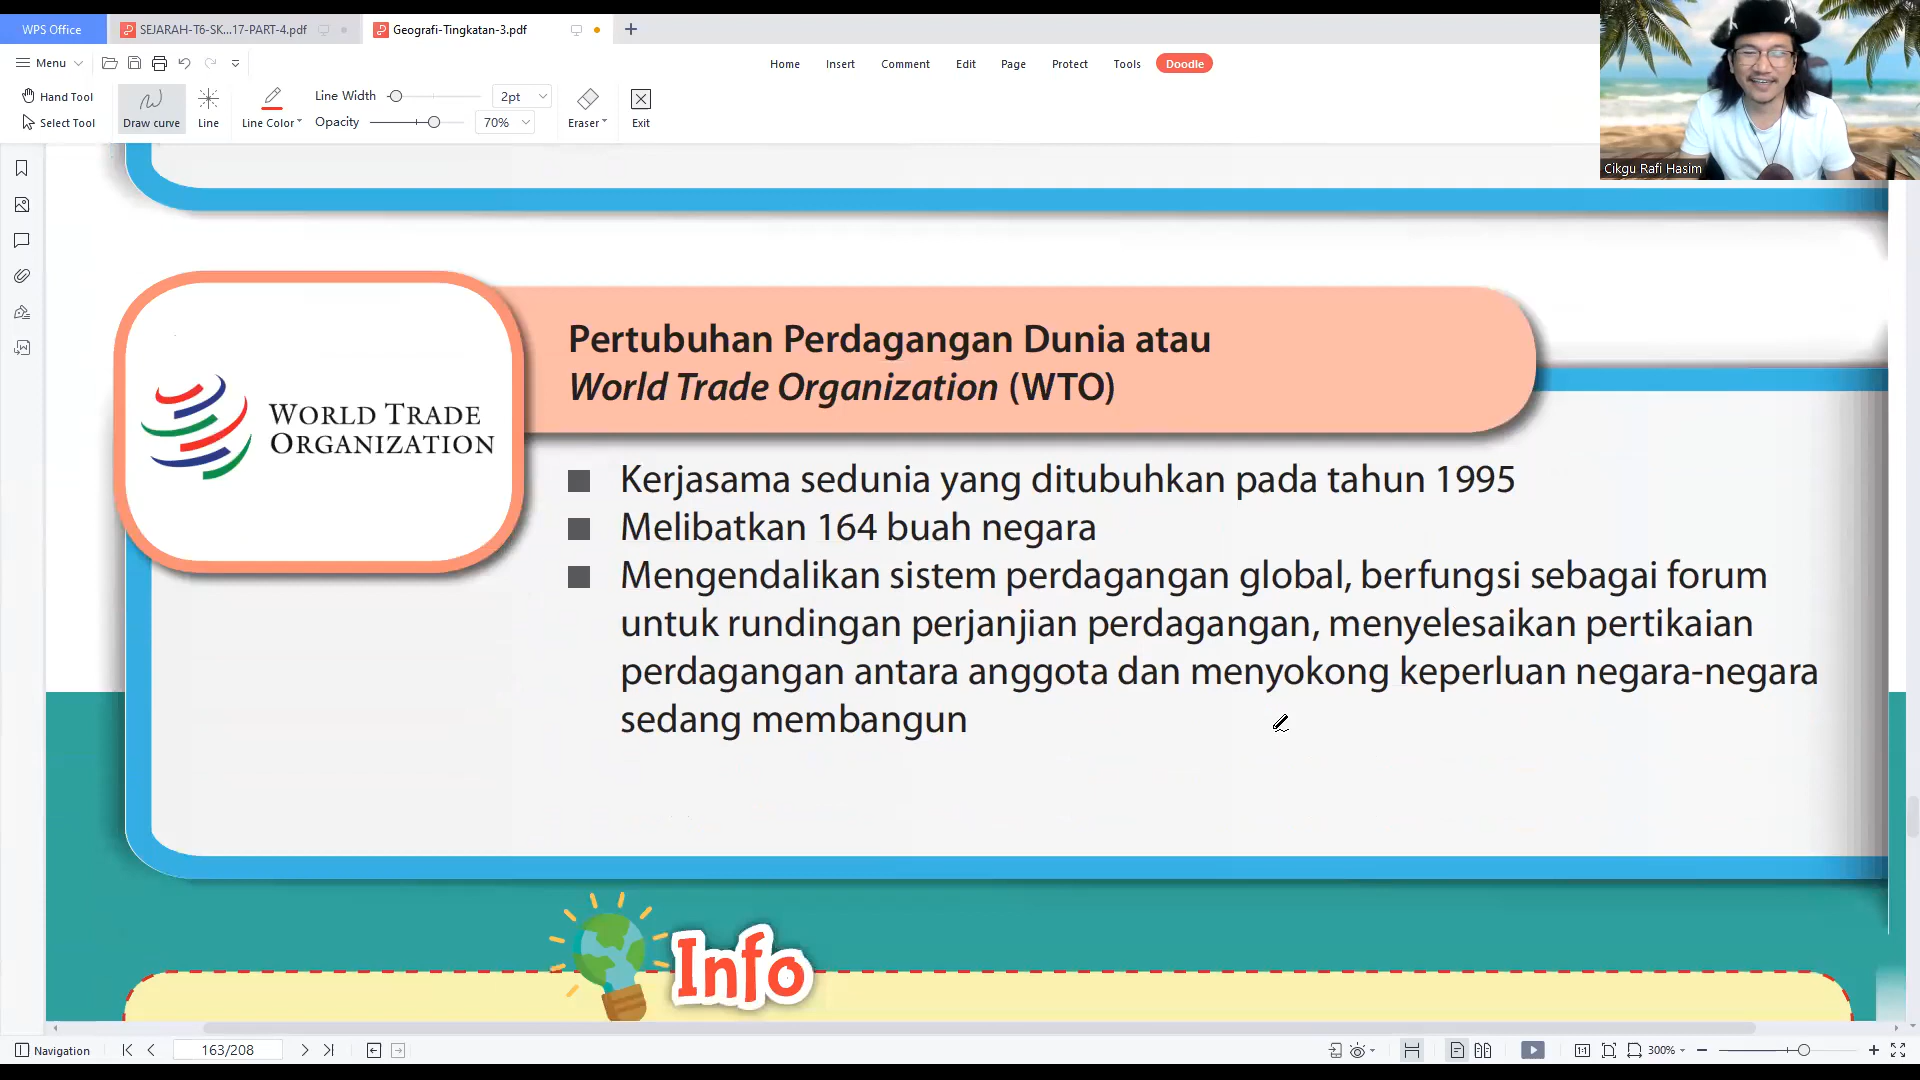 WPS Office
SEJARAH-T6-SK...17-PART-4.pdf
Geografi-Tingkatan-3.pdf
Menu
Home
Insert
Comment
Edit
Page
Protect
Tools
Doodle
Hand Tool
Select Tool
Draw curve
Line
Line Color
Line Width
2pt
Opacity
70%
Eraser
Exit
Cikgu Rafi Hasim
WORLD TRADE
ORGANIZATION
Pertubuhan Perdagangan Dunia atau
World Trade Organization (WTO)
Kerjasama sedunia yang ditubuhkan pada tahun 1995
Melibatkan 164 buah negara
Mengendalikan sistem perdagangan global, berfungsi sebagai forum
untuk rundingan perjanjian perdagangan, menyelesaikan pertikaian
perdagangan antara anggota dan menyokong keperluan negara-negara
sedang membangun
Info
Navigation
163/208
300%